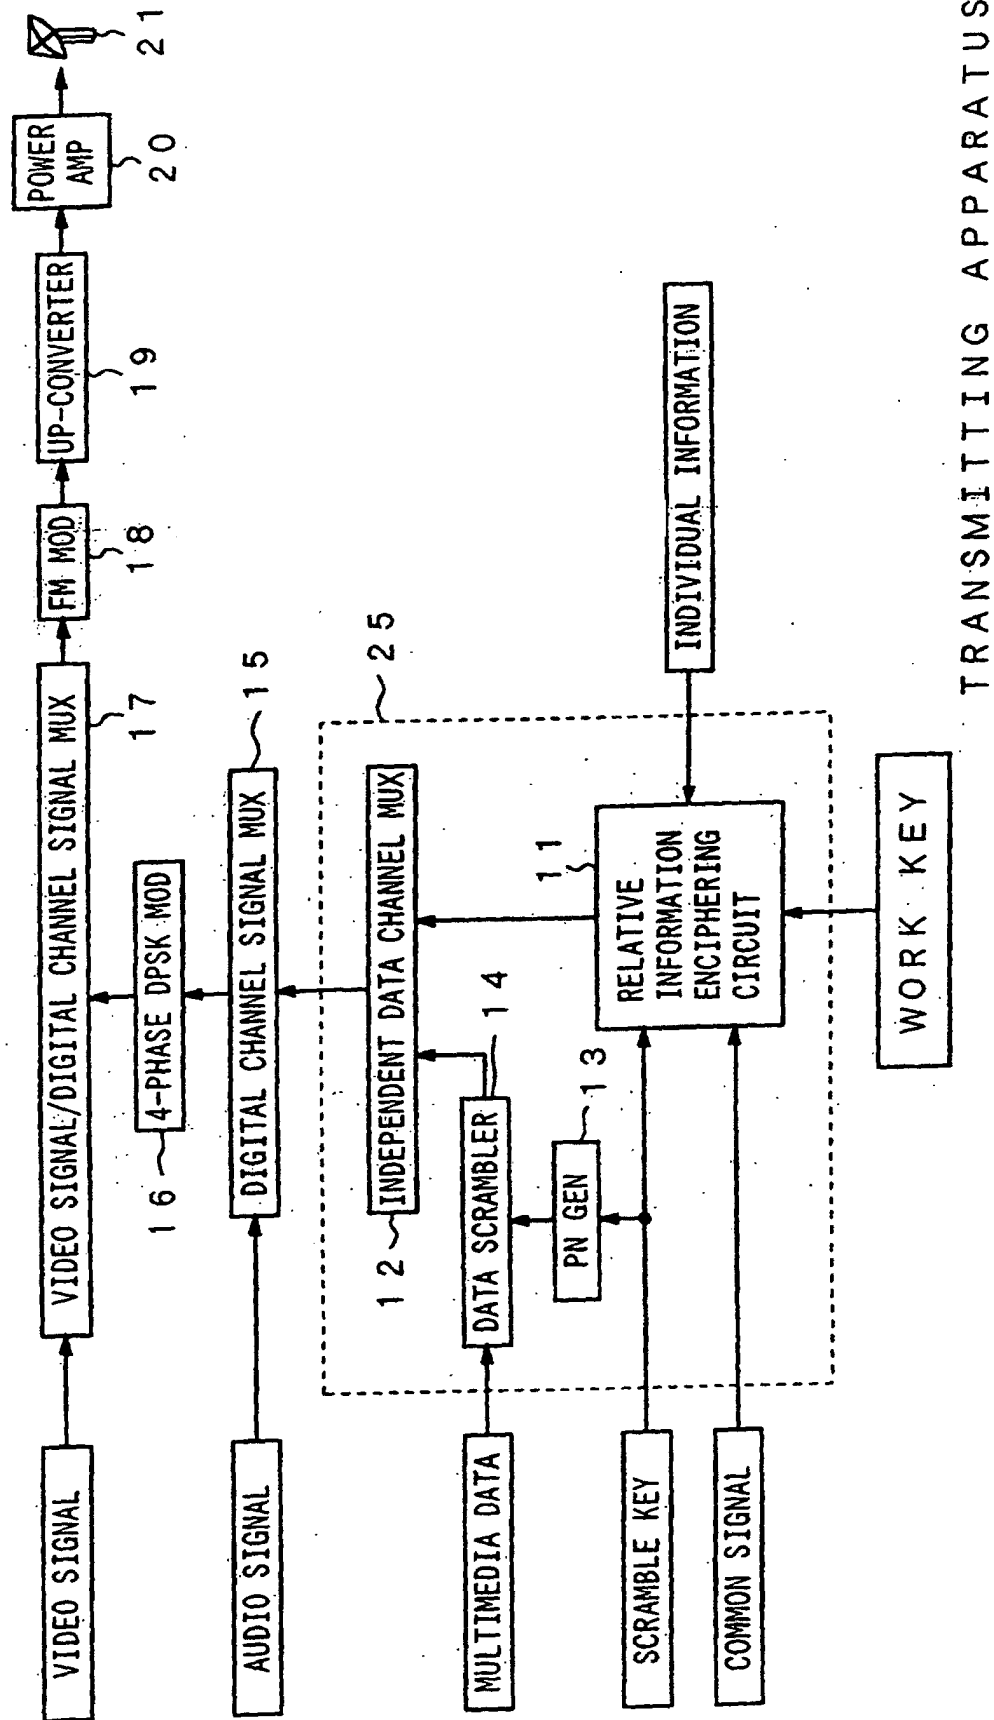 VIDEO SIGNAL
VIDEO SIGNAL/DIGITAL CHANNEL SIGNAL MUX
17
FM MOD
18
UP-CONVERTER
19
POWER
AMP
20
21
16
4-PHASE DPSK MOD
AUDIO SIGNAL
DIGITAL CHANNEL SIGNAL MUX
15
25
12
INDEPENDENT DATA CHANNEL MUX
MULTIMEDIA DATA
DATA SCRAMBLER
14
PN GEN
13
11
RELATIVE
INFORMATION
ENCIPHERING
CIRCUIT
INDIVIDUAL INFORMATION
SCRAMBLE KEY
COMMON SIGNAL
WORK KEY
TRANSMITTING APPARATUS